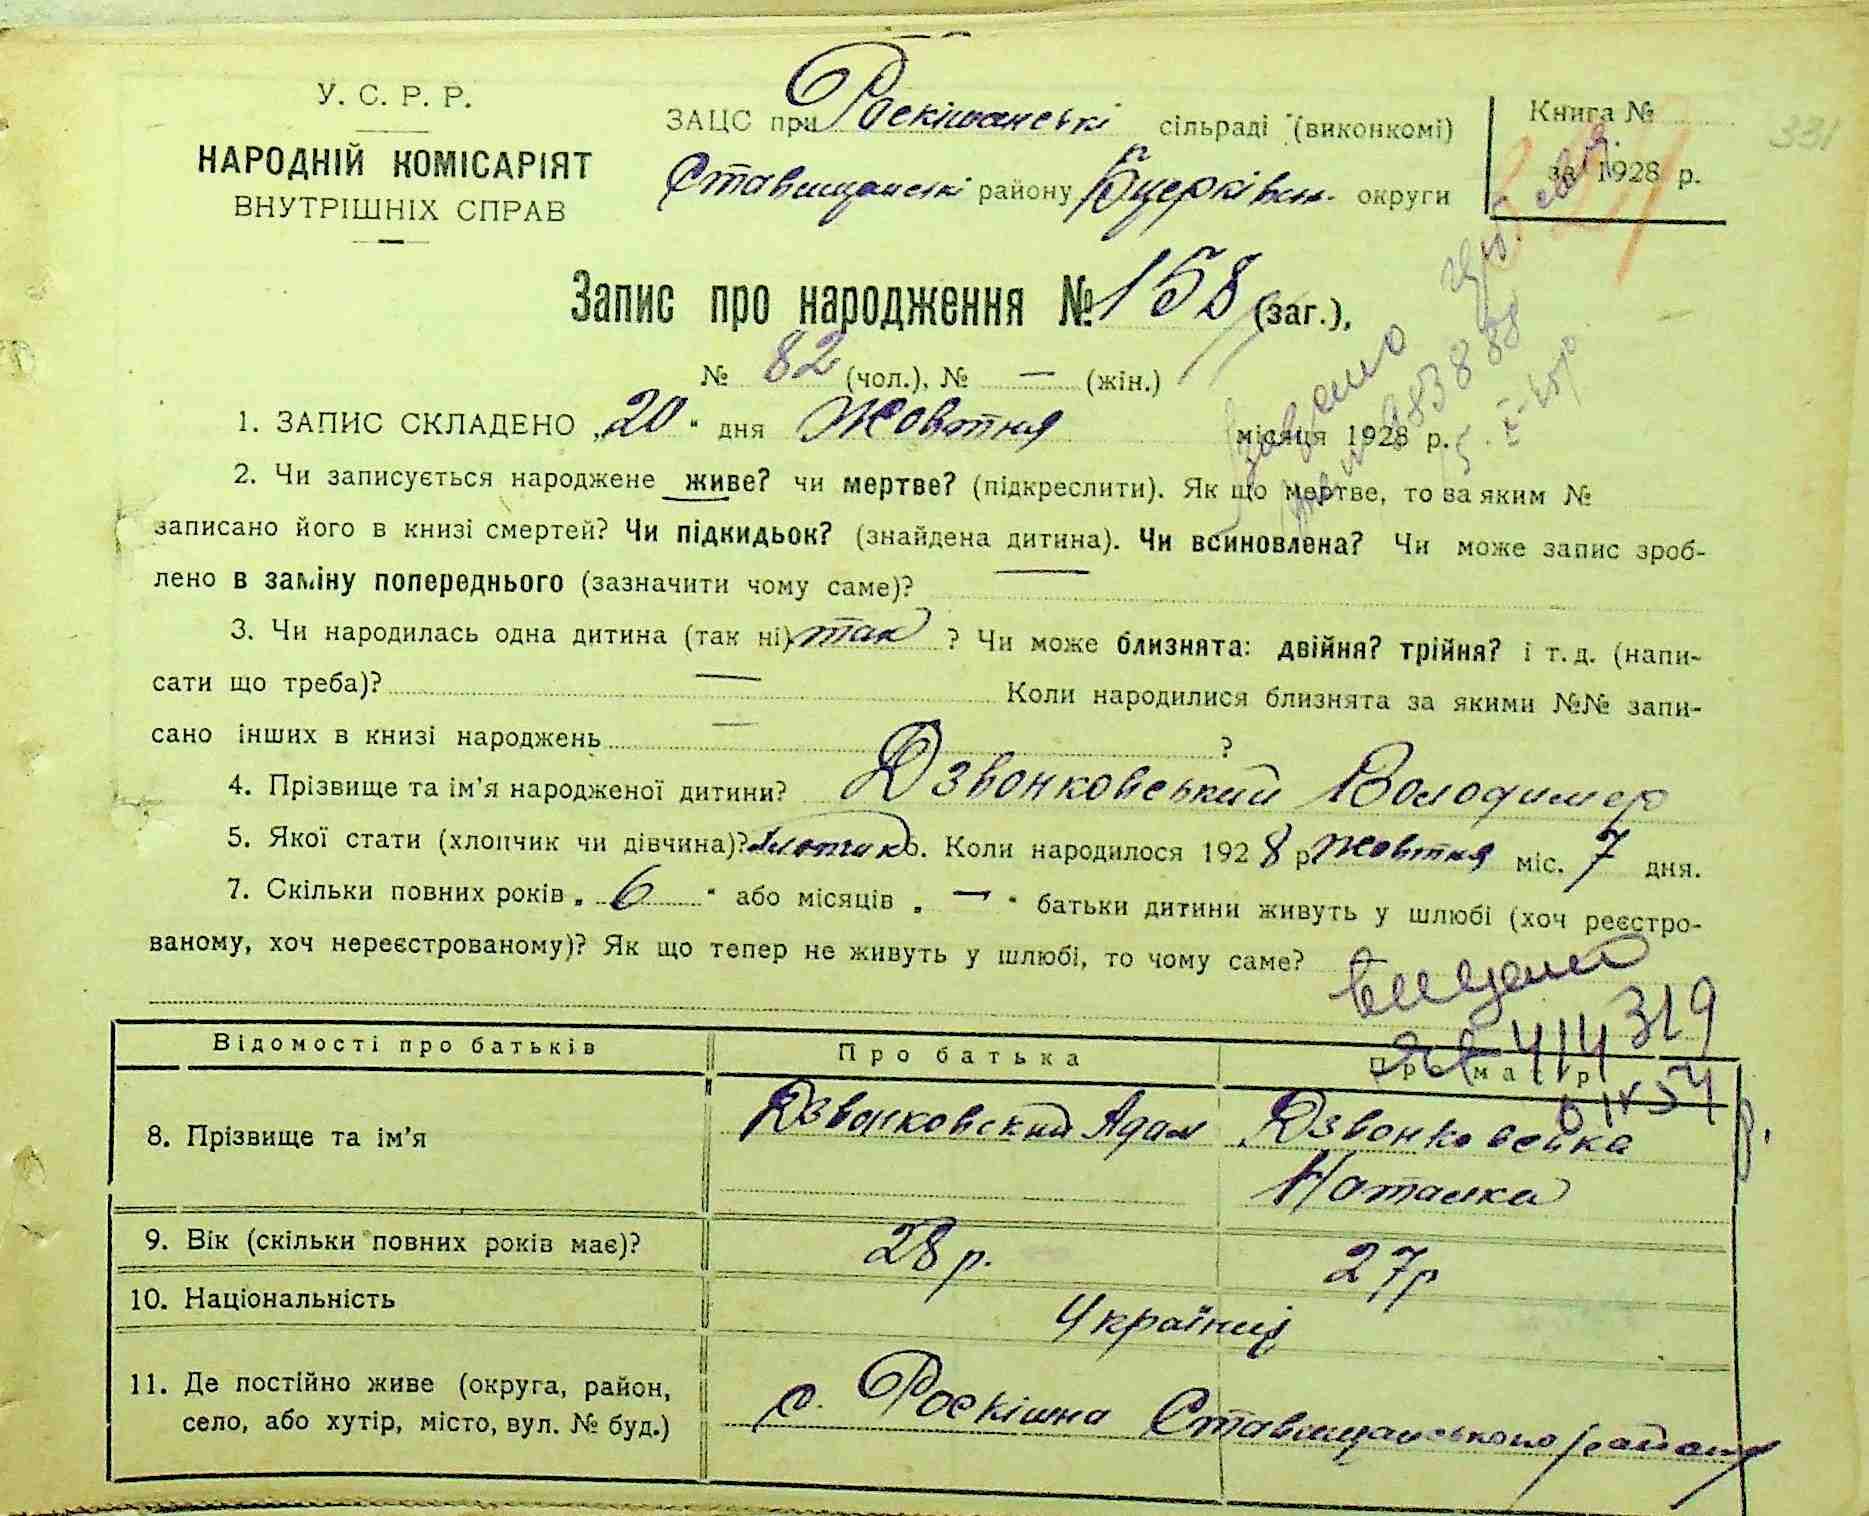 У. С. Р. Р.
НАРОДНІЙ КОМІСАРІЯТ
ВНУТРІШНІХ СПРАВ
ЗАЦС при Роскішанські сільраді (виконкомі)
Ставищанські району Бцерківськ. округи
Книга №
за 1928 р.
331
Запис про народження № 158 (заг.),
№ 82 (чол.), № — (жін.)
1. ЗАПИС СКЛАДЕНО „20" дня Жовтня місяця 1928 р.
2. Чи записується народжене живе? чи мертве? (підкреслити). Як що мертве, то за яким №
записано його в книзі смертей? Чи підкидьок? (знайдена дитина). Чи всиновлена? Чи може запис зроб-
лено в заміну попереднього (зазначити чому саме)? —
3. Чи народилась одна дитина (так ні) так ? Чи може близнята: двійня? трійня? і т. д. (напи-
сати що треба)? — Коли народилися близнята за якими №№ запи-
сано інших в книзі народжень — ?
4. Прізвище та ім'я народженої дитини? Дзвонковський Володимер
5. Якої стати (хлопчик чи дівчина)? хлопчик 6. Коли народилося 1928 р. жовтня міс. 7 дня.
7. Скільки повних років „ 6 " або місяців „ — " батьки дитини живуть у шлюбі (хоч реєстро-
ваному, хоч нереєстрованому)? Як що тепер не живуть у шлюбі, то чому саме?
319
Відомості про батьків
Про батька
Про матір
8. Прізвище та ім'я
Дзвонковский Адам
Дзвонковська
Наталка
9. Вік (скільки повних років має)?
28 р.
27 р
10. Національність
Українці
11. Де постійно живе (округа, район,
село, або хутір, місто, вул. № буд.)
с. Роскішна Ставищанського району